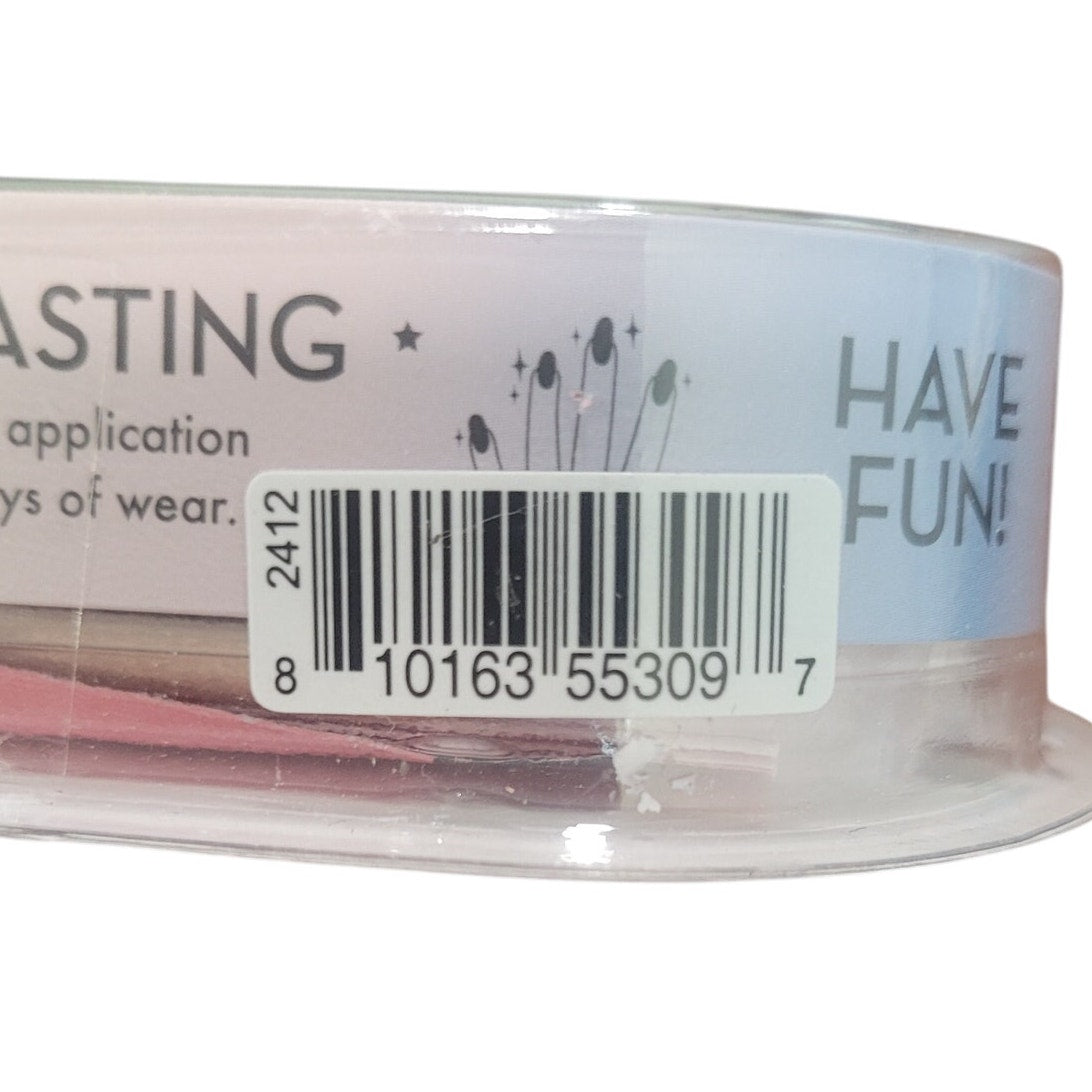 ASTING
application
ys of wear.
HAVE
FUN!
2412
8 10163 55309 7